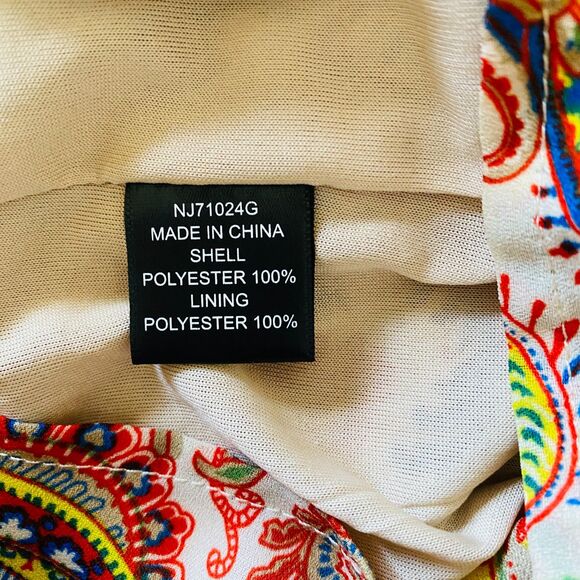 NJ71024G
MADE IN CHINA
SHELL
POLYESTER 100%
LINING
POLYESTER 100%